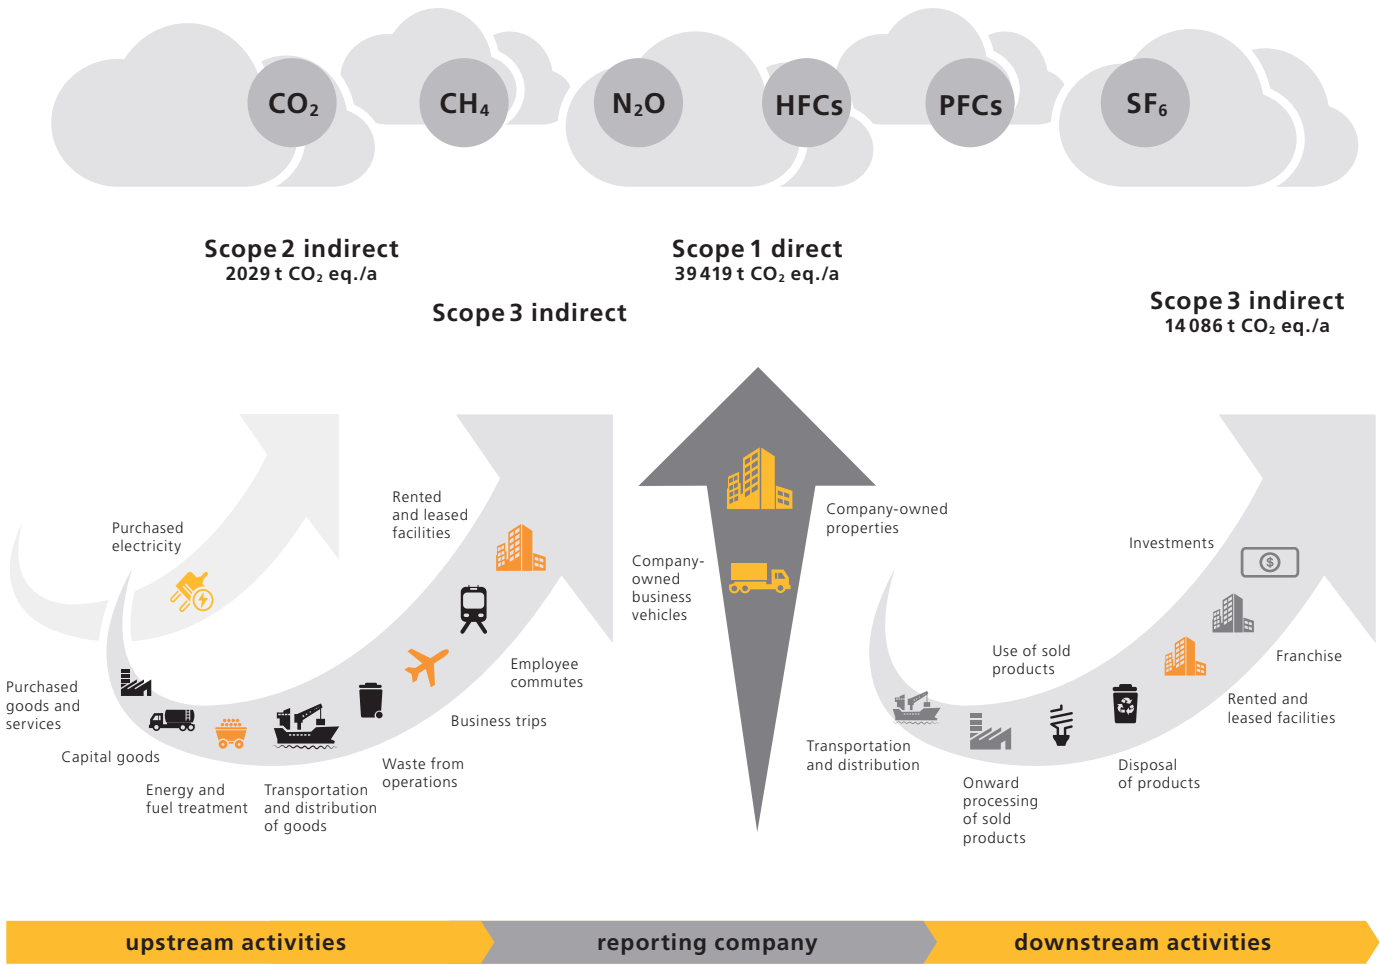 CO₂
CH₄
N₂O
HFCs
PFCs
SF₆
Scope 2 indirect
2029 t CO₂ eq./a
Scope 1 direct
39 419 t CO₂ eq./a
Scope 3 indirect
Scope 3 indirect
14 086 t CO₂ eq./a
Purchased
electricity
Rented
and leased
facilities
Company-owned
properties
Company-
owned
business
vehicles
Investments
$
Purchased
goods and
services
Capital goods
Energy and
fuel treatment
Transportation
and distribution
of goods
Waste from
operations
Business trips
Employee
commutes
Transportation
and distribution
Onward
processing
of sold
products
Use of sold
products
Disposal
of products
Rented and
leased facilities
Franchise
upstream activities
reporting company
downstream activities